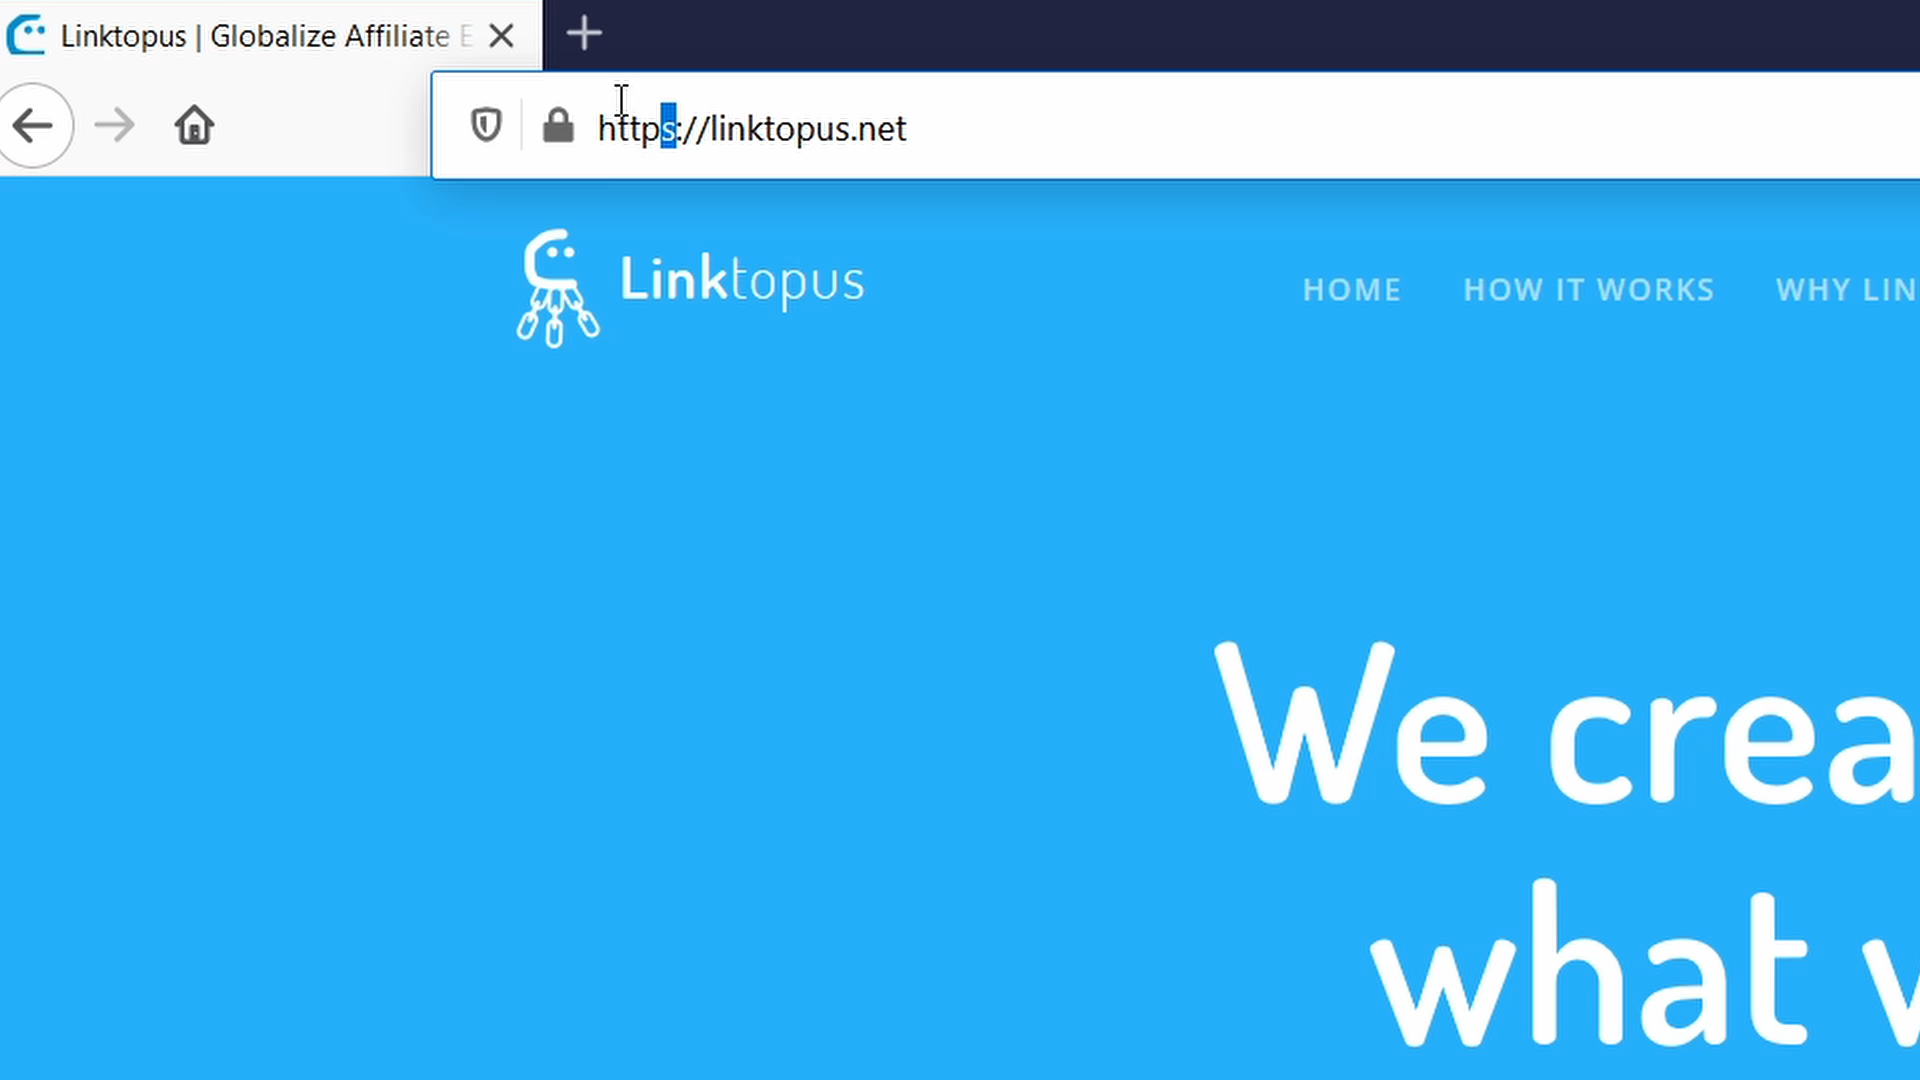 Linktopus | Globalize Affiliate E
https://linktopus.net
Linktopus
HOME HOW IT WORKS WHY LIN
We crea
what